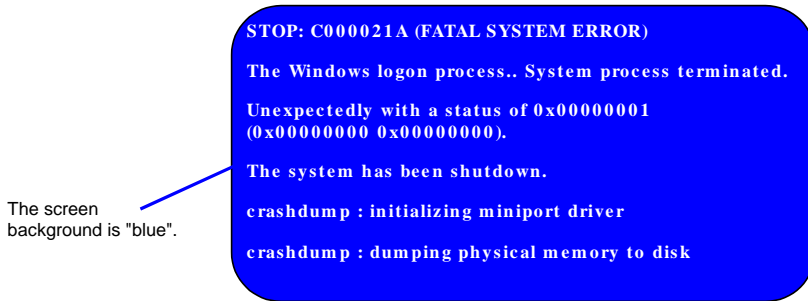 STOP: C000021A (FATAL SYSTEM ERROR)
The Windows logon process.. System process terminated.
Unexpectedly with a status of 0x00000001
(0x00000000 0x00000000).
The system has been shutdown.
crashdump : initializing miniport driver
crashdump : dumping physical memory to disk
The screen
background is "blue".